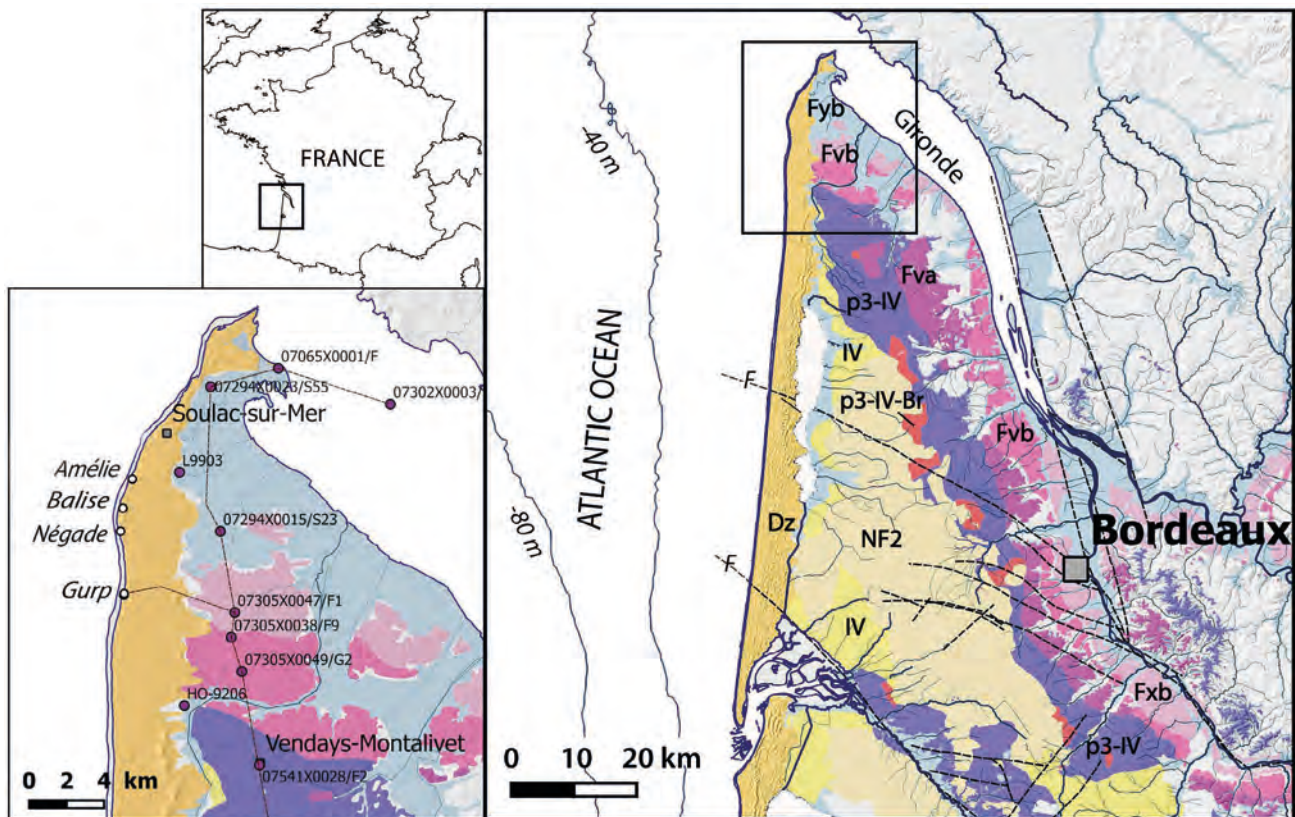 FRANCE
07065X0001/F
07294X0023/S55
07302X0003/
Soulac-sur-Mer
L9903
Amélie
Balise
Négade
07294X0015/S23
Gurp
07305X0047/F1
07305X0038/F9
07305X0049/G2
HO-9206
Vendays-Montalivet
07541X0028/F2
0 2 4 km
-40 m
-80 m
ATLANTIC OCEAN
Gironde
Fyb
Fvb
Fva
p3-IV
IV
F
p3-IV-Br
Fvb
Dz
NF2
Bordeaux
F
IV
Fxb
p3-IV
0 10 20 km